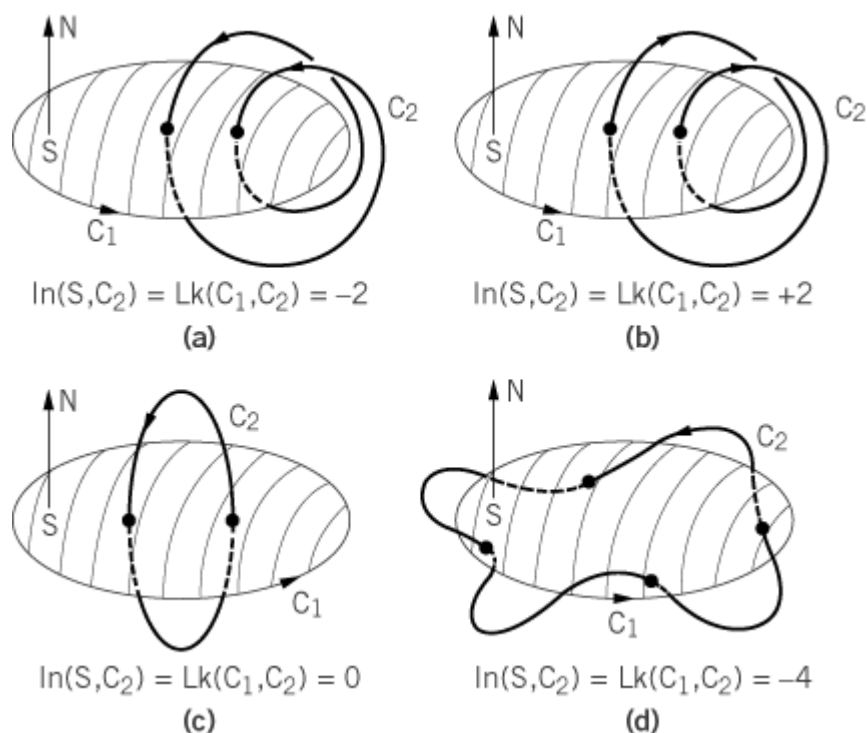 N
S
C₁
C₂
In(S,C₂) = Lk(C₁,C₂) = –2
(a)
N
S
C₁
C₂
In(S,C₂) = Lk(C₁,C₂) = +2
(b)
N
S
C₂
C₁
In(S,C₂) = Lk(C₁,C₂) = 0
(c)
N
S
C₂
C₁
In(S,C₂) = Lk(C₁,C₂) = –4
(d)